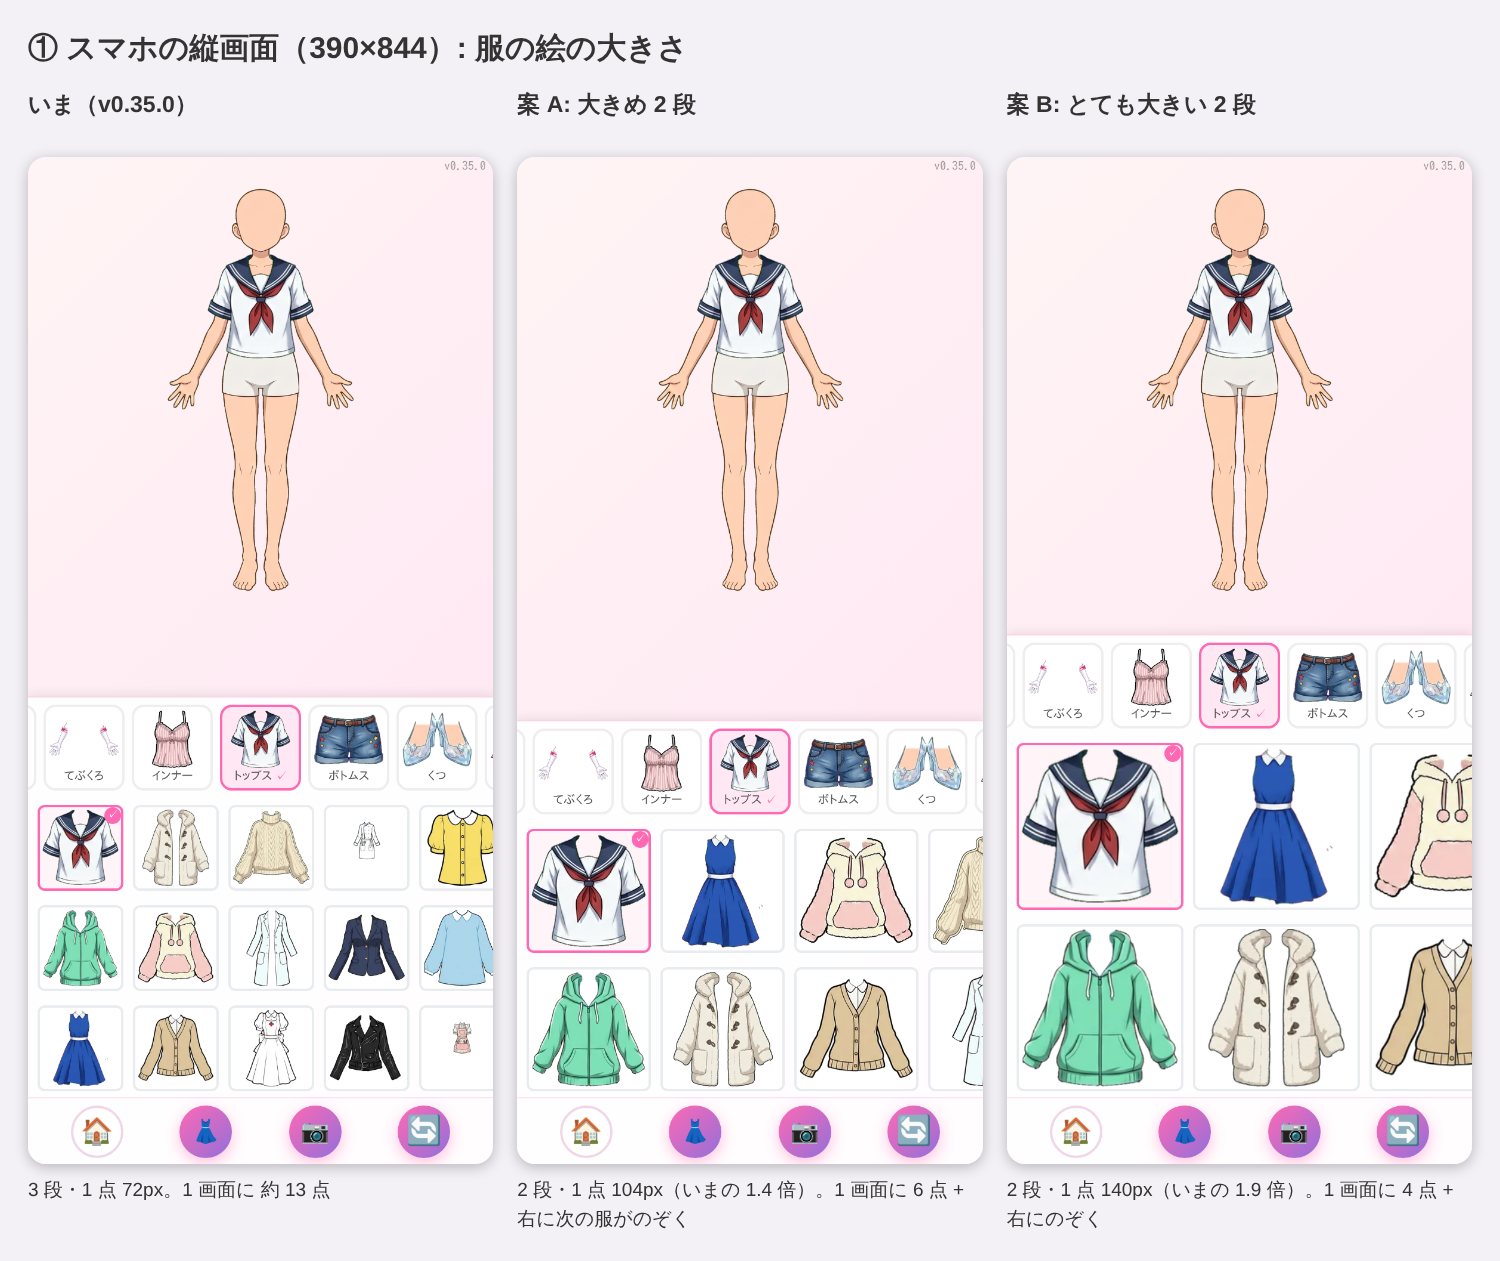 ① スマホの縦画面（390×844）: 服の絵の大きさ
いま（v0.35.0）
案 A: 大きめ 2 段
案 B: とても大きい 2 段
v0.35.0
v0.35.0
v0.35.0
てぶくろ
インナー
トップス ✓
ボトムス
くつ
てぶくろ
インナー
トップス ✓
ボトムス
くつ
てぶくろ
インナー
トップス ✓
ボトムス
くつ
3 段・1 点 72px。1 画面に 約 13 点
2 段・1 点 104px（いまの 1.4 倍）。1 画面に 6 点 +
右に次の服がのぞく
2 段・1 点 140px（いまの 1.9 倍）。1 画面に 4 点 +
右にのぞく